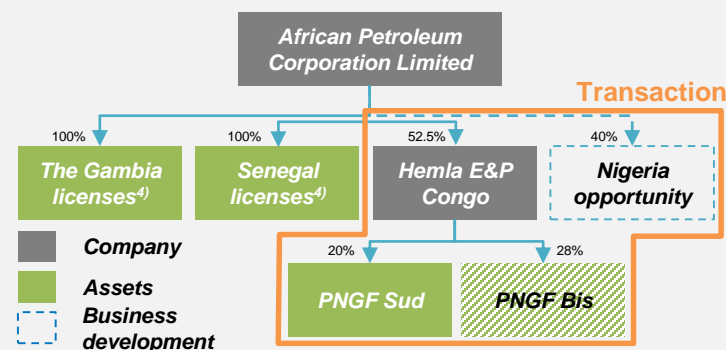 African Petroleum
Corporation Limited
Transaction
100%
100%
52.5%
40%
The Gambia
licenses4)
Senegal
licenses4)
Hemla E&P
Congo
Nigeria
opportunity
Company
20%
28%
Assets
PNGF Sud
PNGF Bis
Business
development